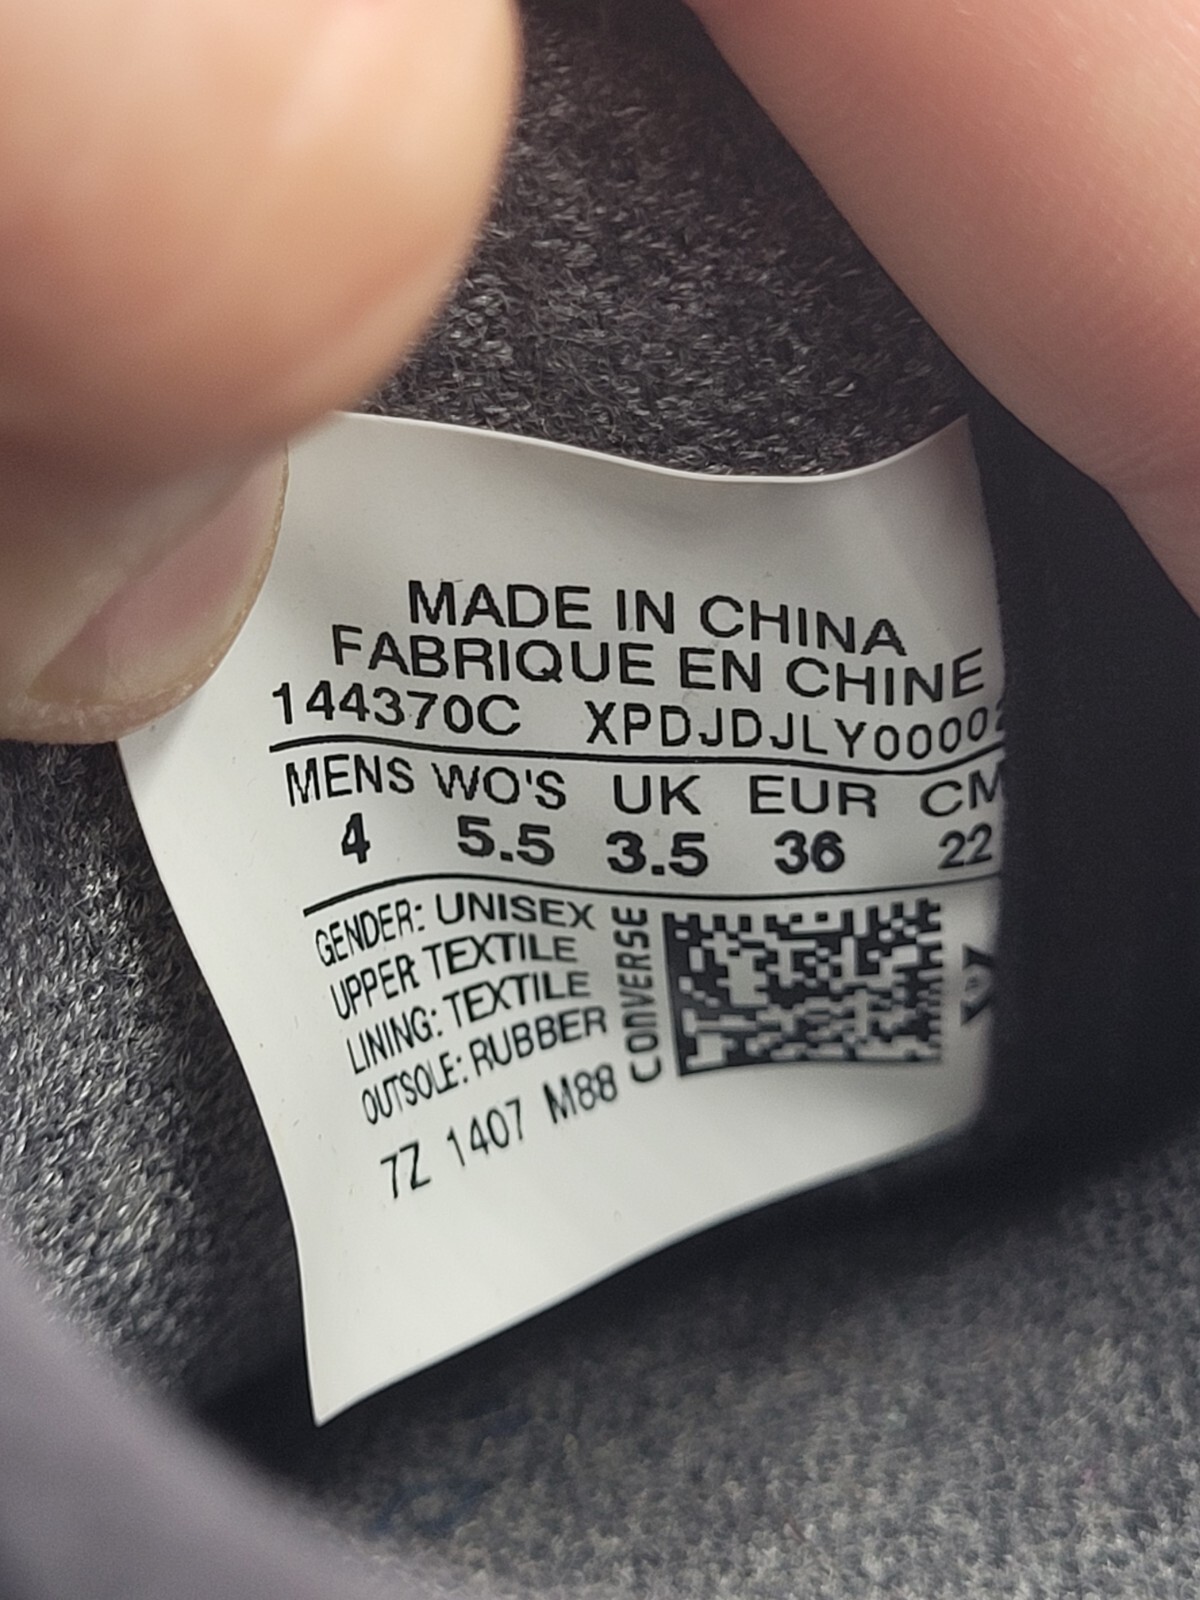 MADE IN CHINA
FABRIQUE EN CHINE
144370C XPDJDJLY00002
MENS WO'S UK EUR CM
4 5.5 3.5 36 22
GENDER: UNISEX
UPPER: TEXTILE
LINING: TEXTILE
OUTSOLE: RUBBER
7Z 1407 M88
CONVERSE